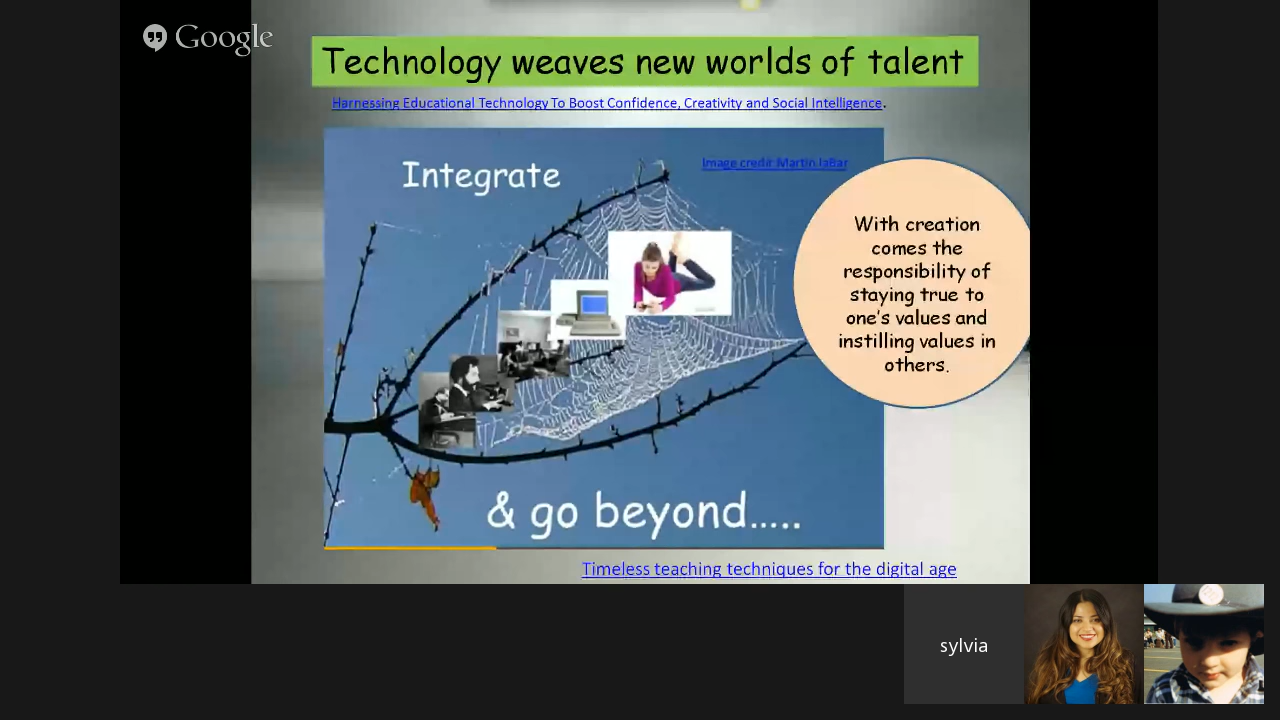 Google
Technology weaves new worlds of talent
Harnessing Educational Technology To Boost Confidence, Creativity and Social Intelligence.
Integrate
Image credit Martin laBar
With creation
comes the
responsibility of
staying true to
one's values and
instilling values in
others.
& go beyond.....
Timeless teaching techniques for the digital age
sylvia